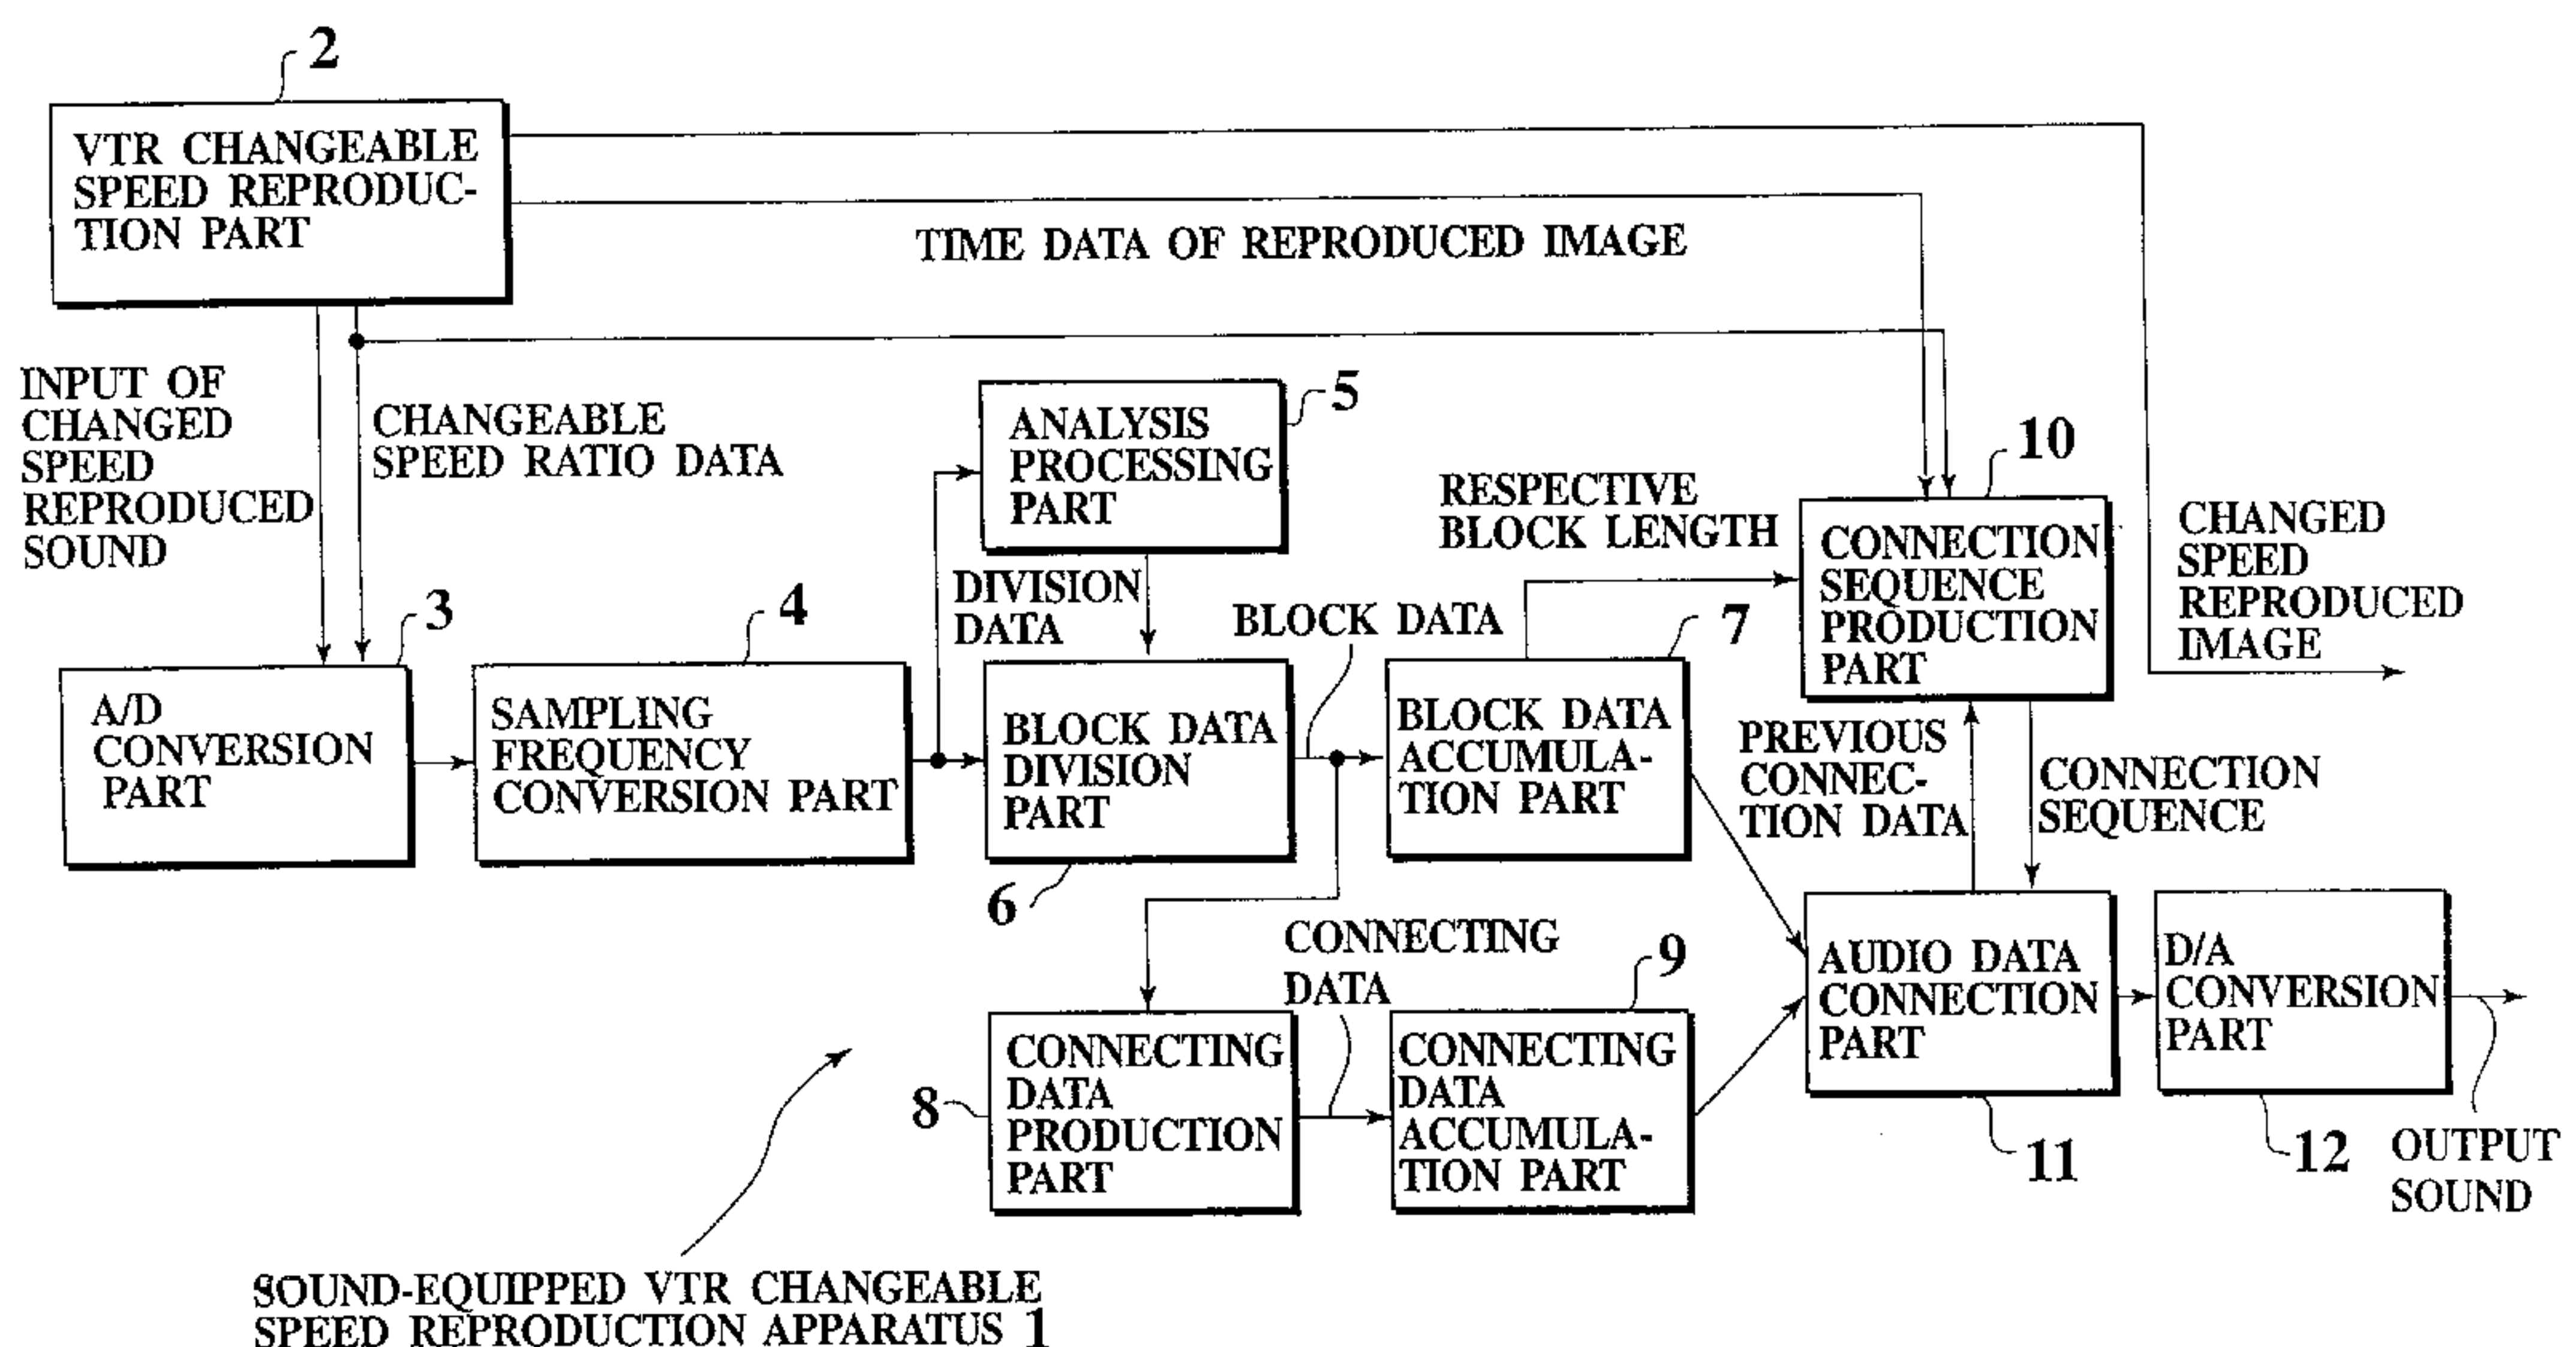 2
VTR CHANGEABLE
SPEED REPRODUC-
TION PART
TIME DATA OF REPRODUCED IMAGE
INPUT OF
CHANGED
SPEED
REPRODUCED
SOUND
CHANGEABLE
SPEED RATIO DATA
5
ANALYSIS
PROCESSING
PART
DIVISION
DATA
RESPECTIVE
BLOCK LENGTH
10
CONNECTION
SEQUENCE
PRODUCTION
PART
CHANGED
SPEED
REPRODUCED
IMAGE
3
A/D
CONVERSION
PART
4
SAMPLING
FREQUENCY
CONVERSION PART
BLOCK DATA
DIVISION
PART
6
BLOCK DATA
7
BLOCK DATA
ACCUMULA-
TION PART
PREVIOUS
CONNEC-
TION DATA
CONNECTION
SEQUENCE
8
CONNECTING
DATA
PRODUCTION
PART
CONNECTING
DATA
9
CONNECTING
DATA
ACCUMULA-
TION PART
AUDIO DATA
CONNECTION
PART
11
D/A
CONVERSION
PART
12
OUTPUT
SOUND
SOUND-EQUIPPED VTR CHANGEABLE
SPEED REPRODUCTION APPARATUS 1